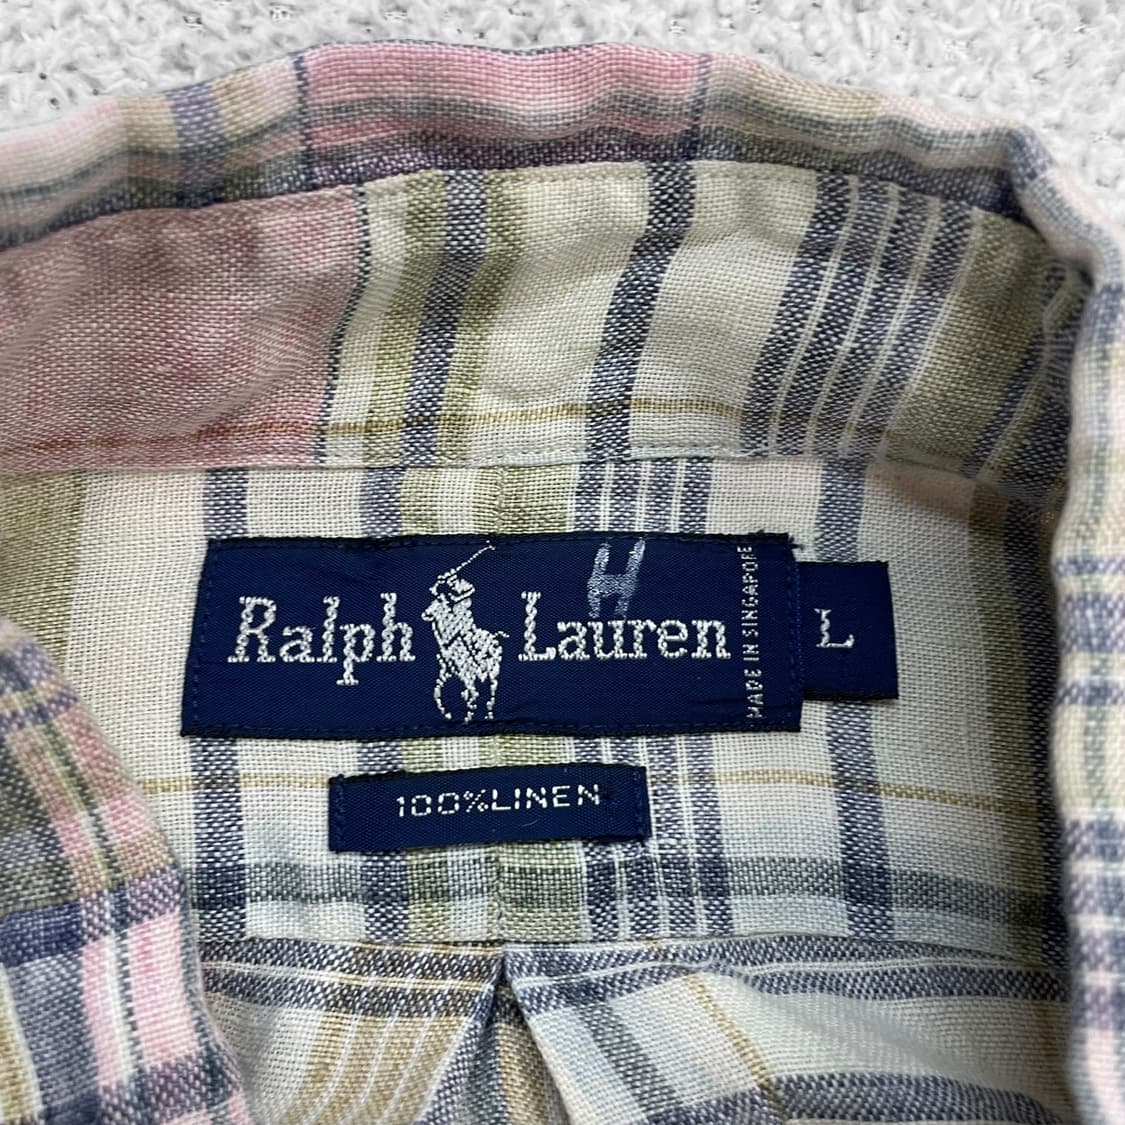 H
Ralph Lauren
MADE IN SINGAPORE
L
100%LINEN